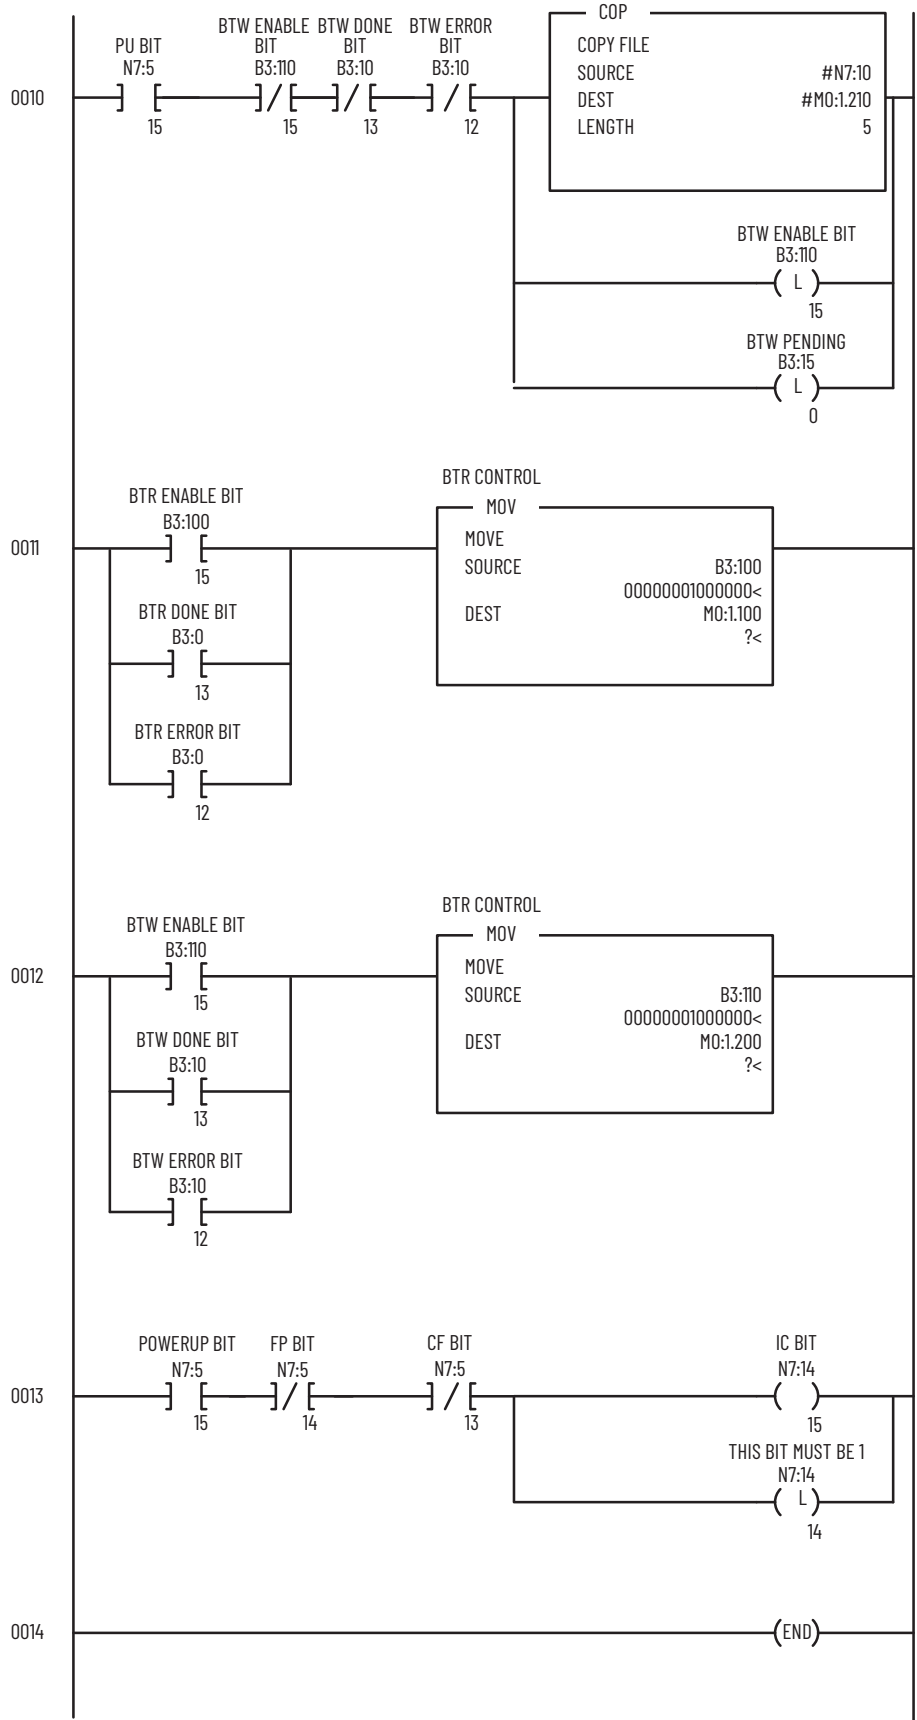 COP
BTW ENABLE BTW DONE BTW ERROR
PU BIT BIT BIT BIT COPY FILE
N7:5 B3:110 B3:10 B3:10 SOURCE #N7:10
0010 DEST #M0:1.210
15 15 13 12 LENGTH 5
BTW ENABLE BIT
B3:110
L
15
BTW PENDING
B3:15
L
0
BTR CONTROL
BTR ENABLE BIT MOV
B3:100
0011 MOVE
15 SOURCE B3:100
00000001000000<
BTR DONE BIT DEST M0:1.100
B3:0 ?<
13
BTR ERROR BIT
B3:0
12
BTR CONTROL
BTW ENABLE BIT MOV
B3:110
0012 MOVE
15 SOURCE B3:110
00000001000000<
BTW DONE BIT DEST M0:1.200
B3:10 ?<
13
BTW ERROR BIT
B3:10
12
POWERUP BIT FP BIT CF BIT IC BIT
N7:5 N7:5 N7:5 N7:14
0013
15 14 13 15
THIS BIT MUST BE 1
N7:14
L
14
0014 END